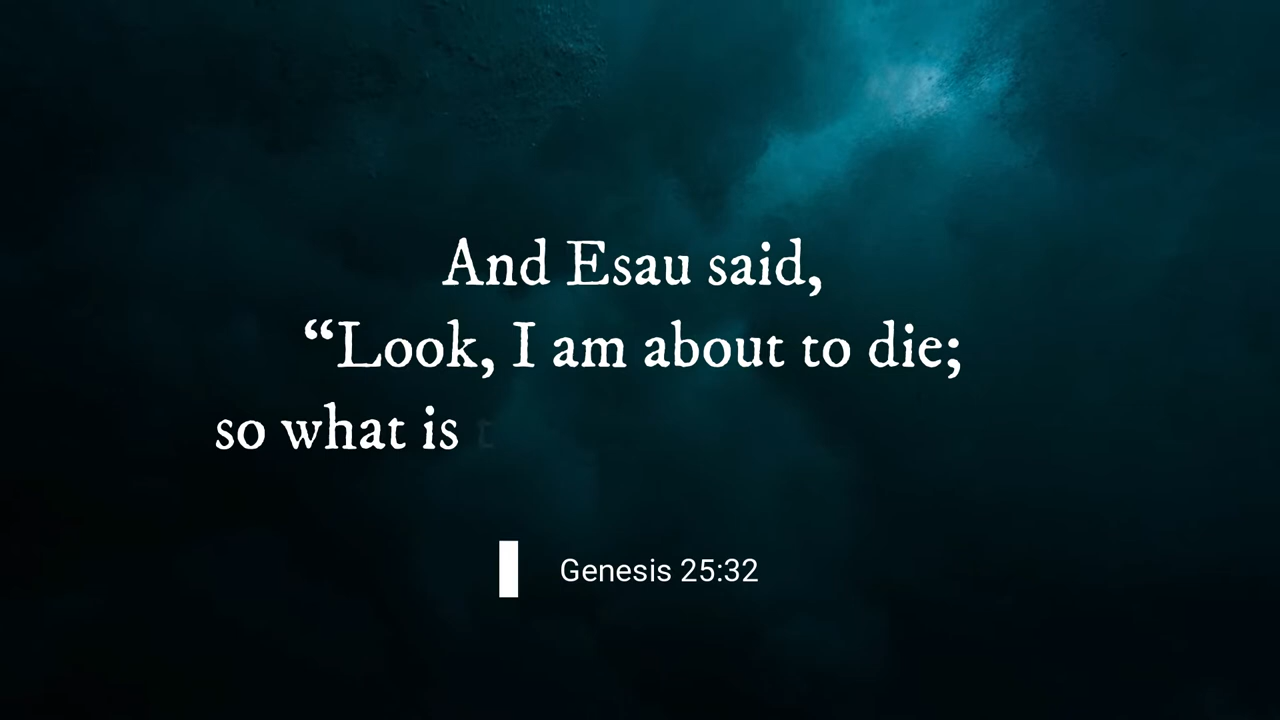 And Esau said,
“Look, I am about to die;
so what is
Genesis 25:32